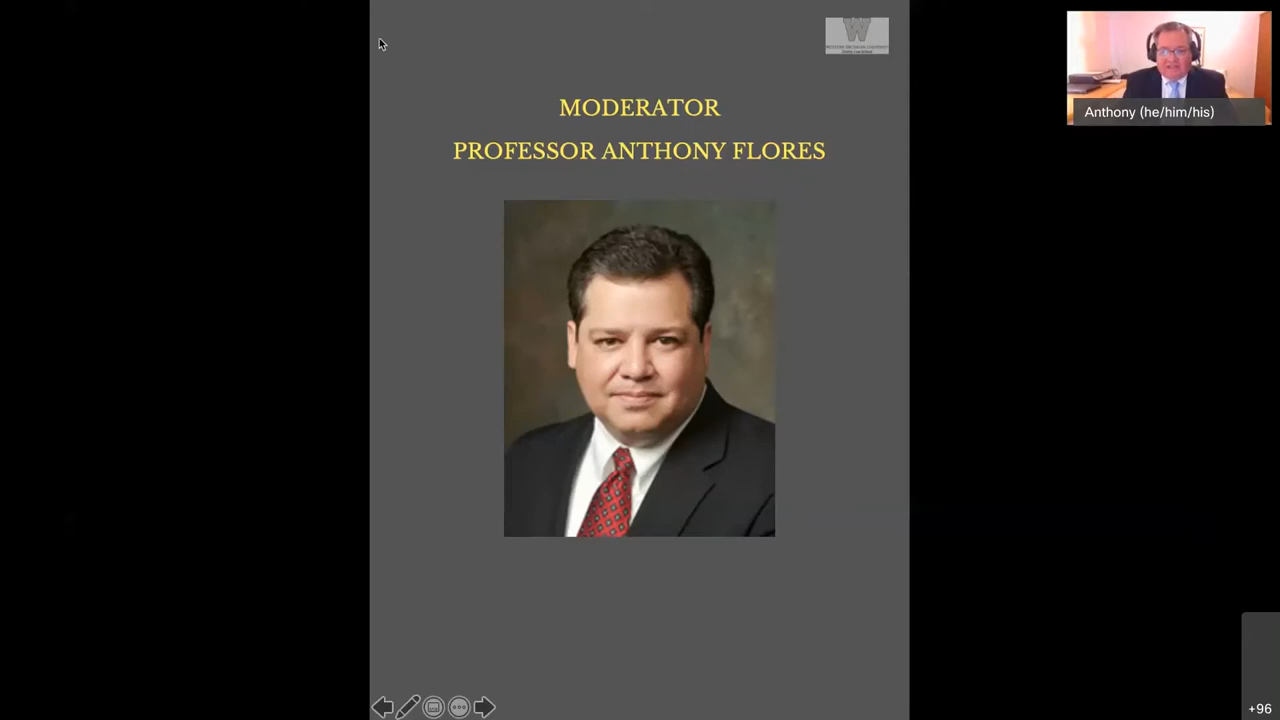 W
MODERATOR
PROFESSOR ANTHONY FLORES
Anthony (he/him/his)
+96